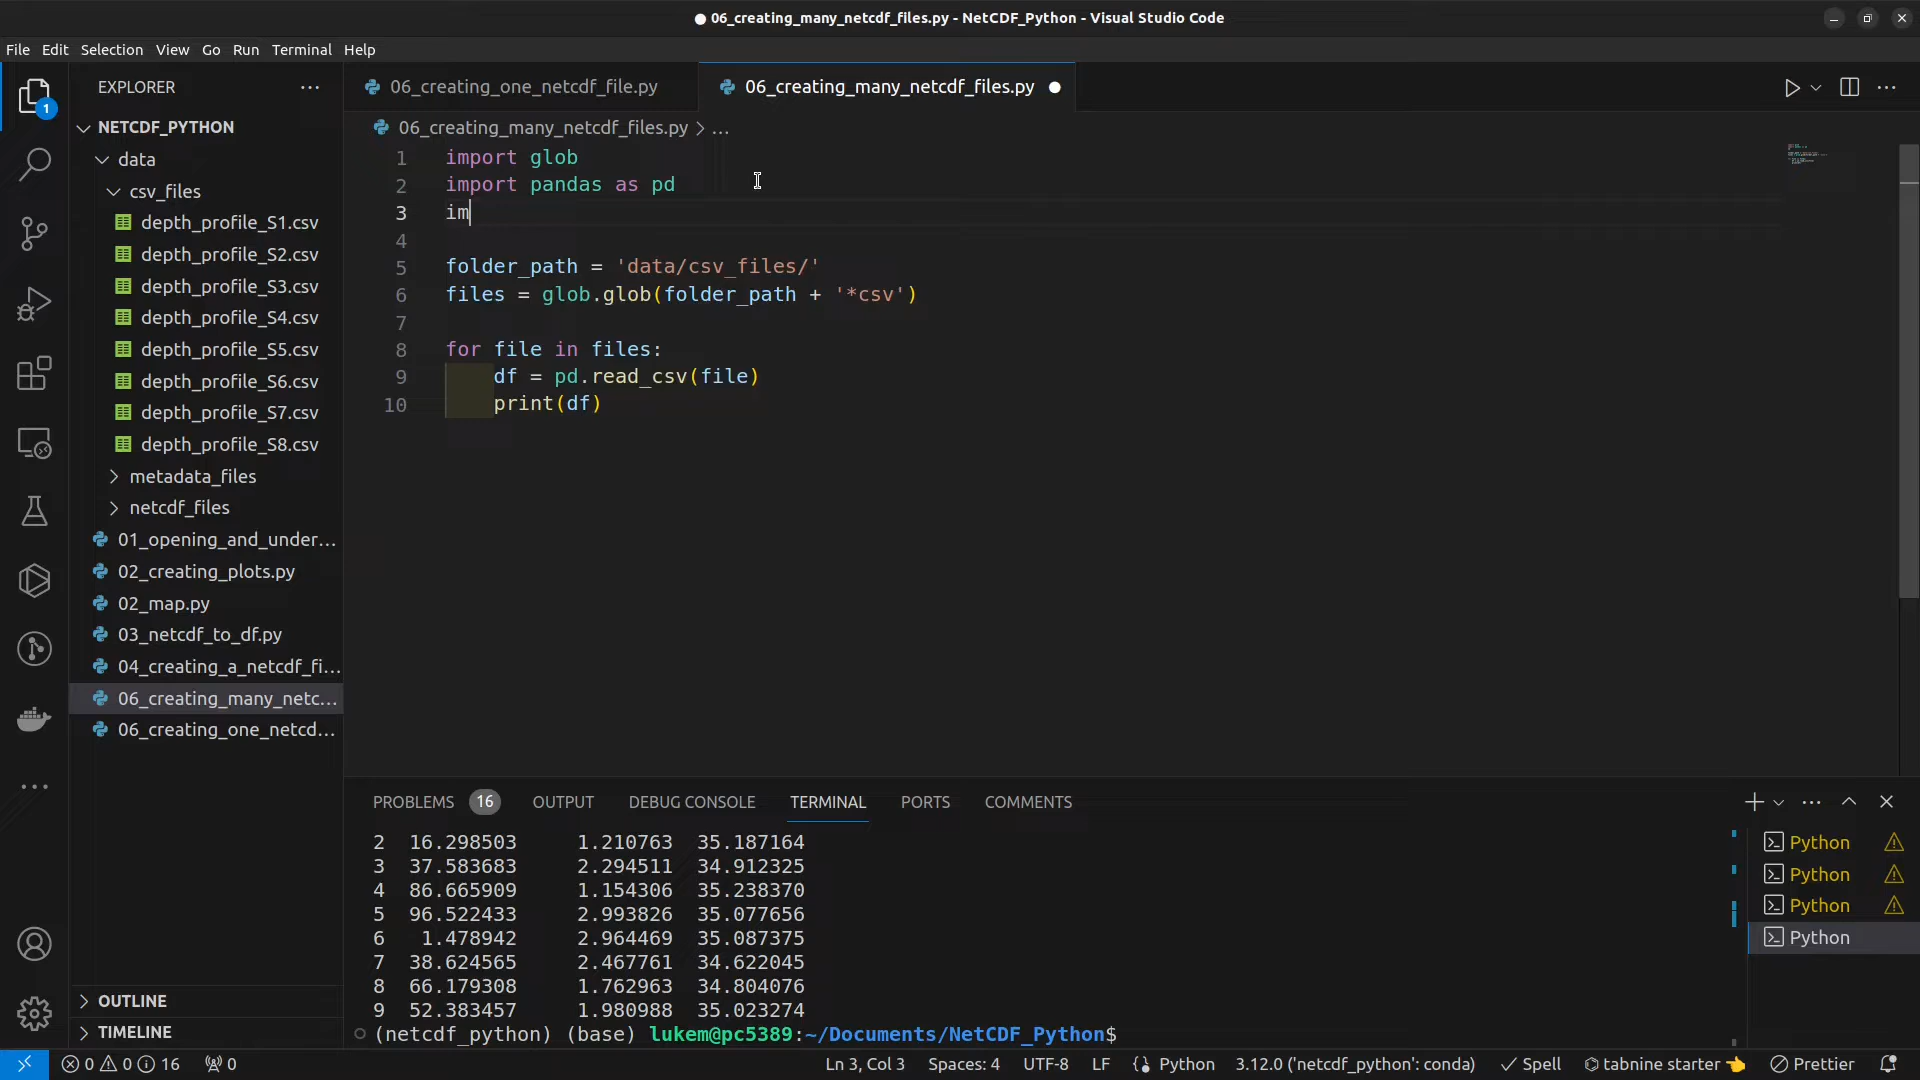 06_creating_many_netcdf_files.py - NetCDF_Python - Visual Studio Code
File Edit Selection View Go Run Terminal Help
EXPLORER
06_creating_one_netcdf_file.py
06_creating_many_netcdf_files.py
1
NETCDF_PYTHON
06_creating_many_netcdf_files.py > ...
data
csv_files
depth_profile_S1.csv
depth_profile_S2.csv
depth_profile_S3.csv
depth_profile_S4.csv
depth_profile_S5.csv
depth_profile_S6.csv
depth_profile_S7.csv
depth_profile_S8.csv
metadata_files
netcdf_files
01_opening_and_under...
02_creating_plots.py
02_map.py
03_netcdf_to_df.py
04_creating_a_netcdf_fi...
06_creating_many_netc...
06_creating_one_netcd...
OUTLINE
TIMELINE
1 import glob
2 import pandas as pd
3 im
4
5 folder_path = 'data/csv_files/'
6 files = glob.glob(folder_path + '*csv')
7
8 for file in files:
9 df = pd.read_csv(file)
10 print(df)
PROBLEMS 16 OUTPUT DEBUG CONSOLE TERMINAL PORTS COMMENTS
2 16.298503 1.210763 35.187164
3 37.583683 2.294511 34.912325
4 86.665909 1.154306 35.238370
5 96.522433 2.993826 35.077656
6 1.478942 2.964469 35.087375
7 38.624565 2.467761 34.622045
8 66.179308 1.762963 34.804076
9 52.383457 1.980988 35.023274
(netcdf_python) (base) lukem@pc5389:~/Documents/NetCDF_Python$
Python
Python
Python
Python
0 0 16 0 Ln 3, Col 3 Spaces: 4 UTF-8 LF Python 3.12.0 ('netcdf_python': conda) Spell tabnine starter Prettier